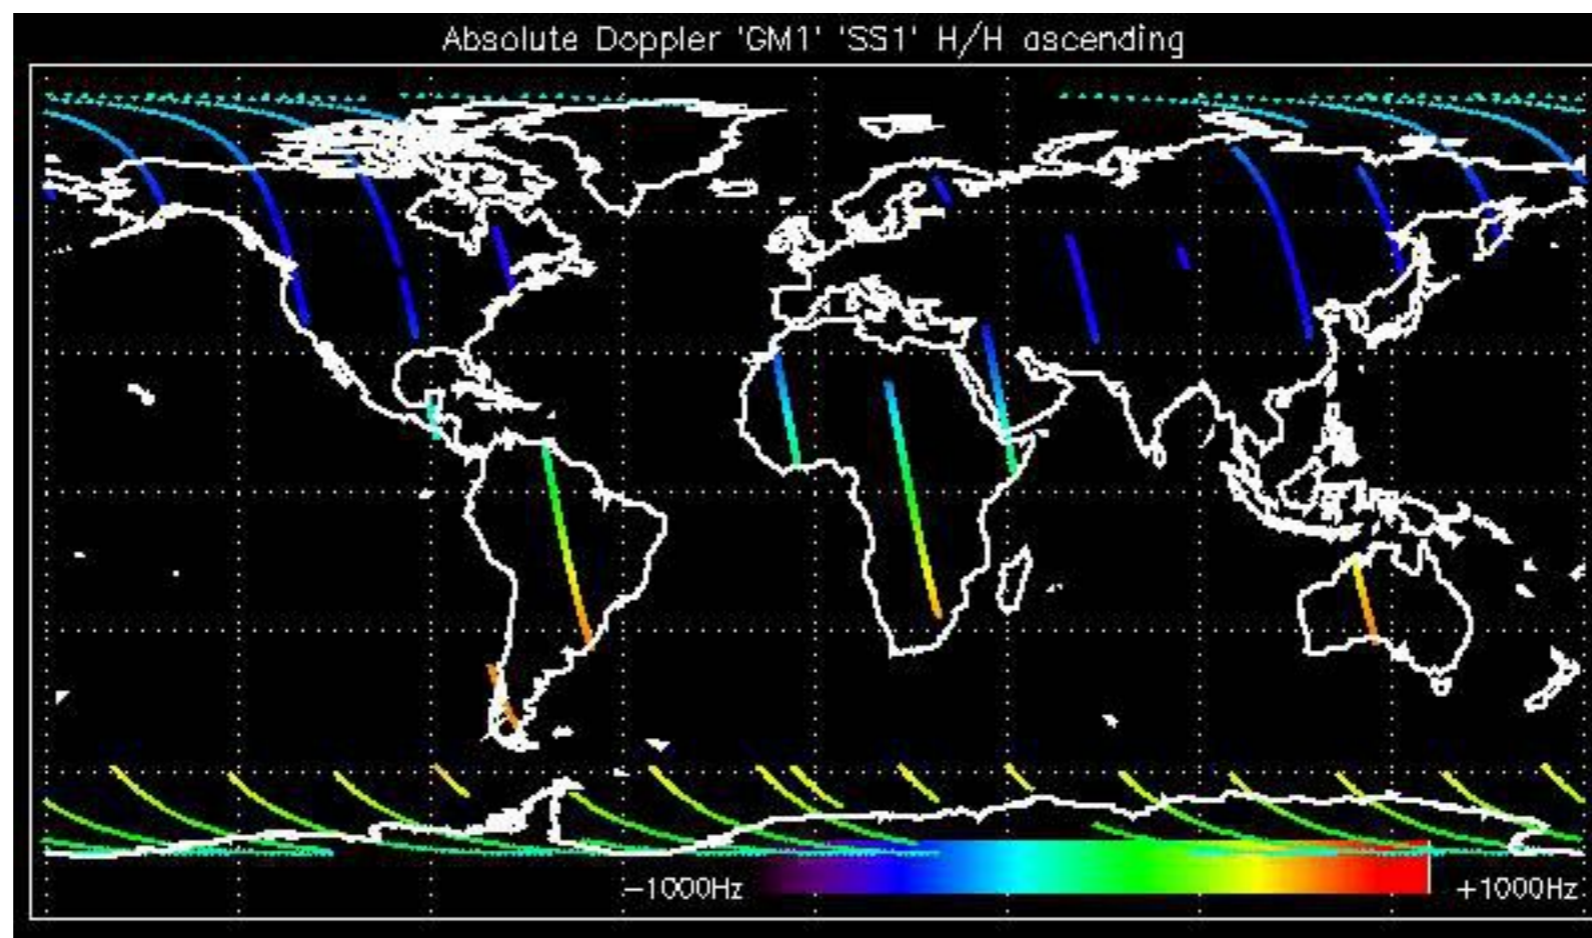 Absolute Doppler 'GM1' 'SS1' H/H ascending
-1000Hz +1000Hz